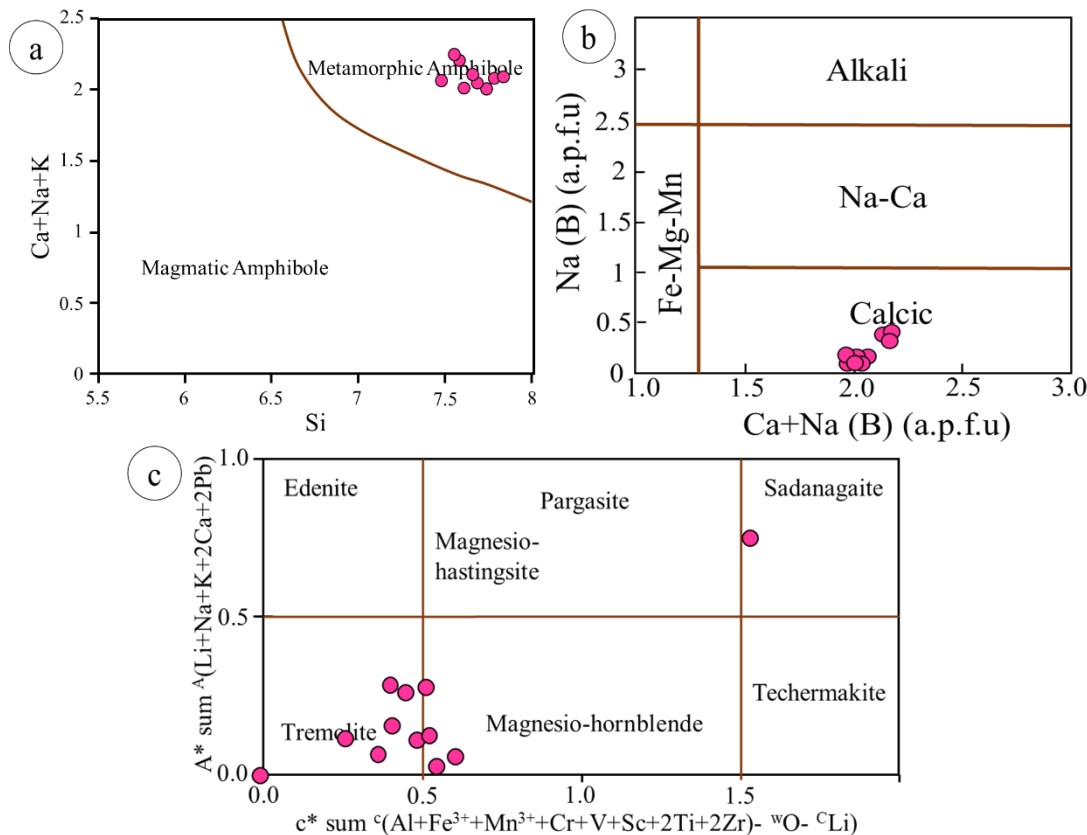 a
2.5
2
1.5
1
0.5
0
Ca+Na+K
Metamorphic Amphibole
Magmatic Amphibole
5.5 6 6.5 7 7.5 8
Si
b
3
2.5
2
1
0.5
0
Na (B) (a.p.f.u)
Fe-Mg-Mn
Alkali
Na-Ca
Calcic
1.0 1.5 2.0 2.5 3.0
Ca+Na (B) (a.p.f.u)
c
1.0
0.5
0.0
A* sum ᴬ(Li+Na+K+2Ca+2Pb)
Edenite
Pargasite
Sadanagaite
Magnesio-
hastingsite
Tremolite
Magnesio-hornblende
Techermakite
0.0 0.5 1.0 1.5
c* sum ᶜ(Al+Fe³⁺+Mn³⁺+Cr+V+Sc+2Ti+2Zr)- ʷO- ᶜLi)